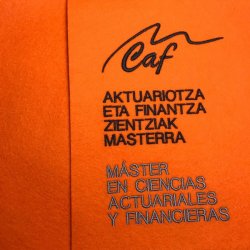 Caf
AKTUARIOTZA
ETA FINANTZA
ZIENTZIAK
MASTERRA
MÁSTER
EN CIENCIAS
ACTUARIALES
Y FINANCIERAS